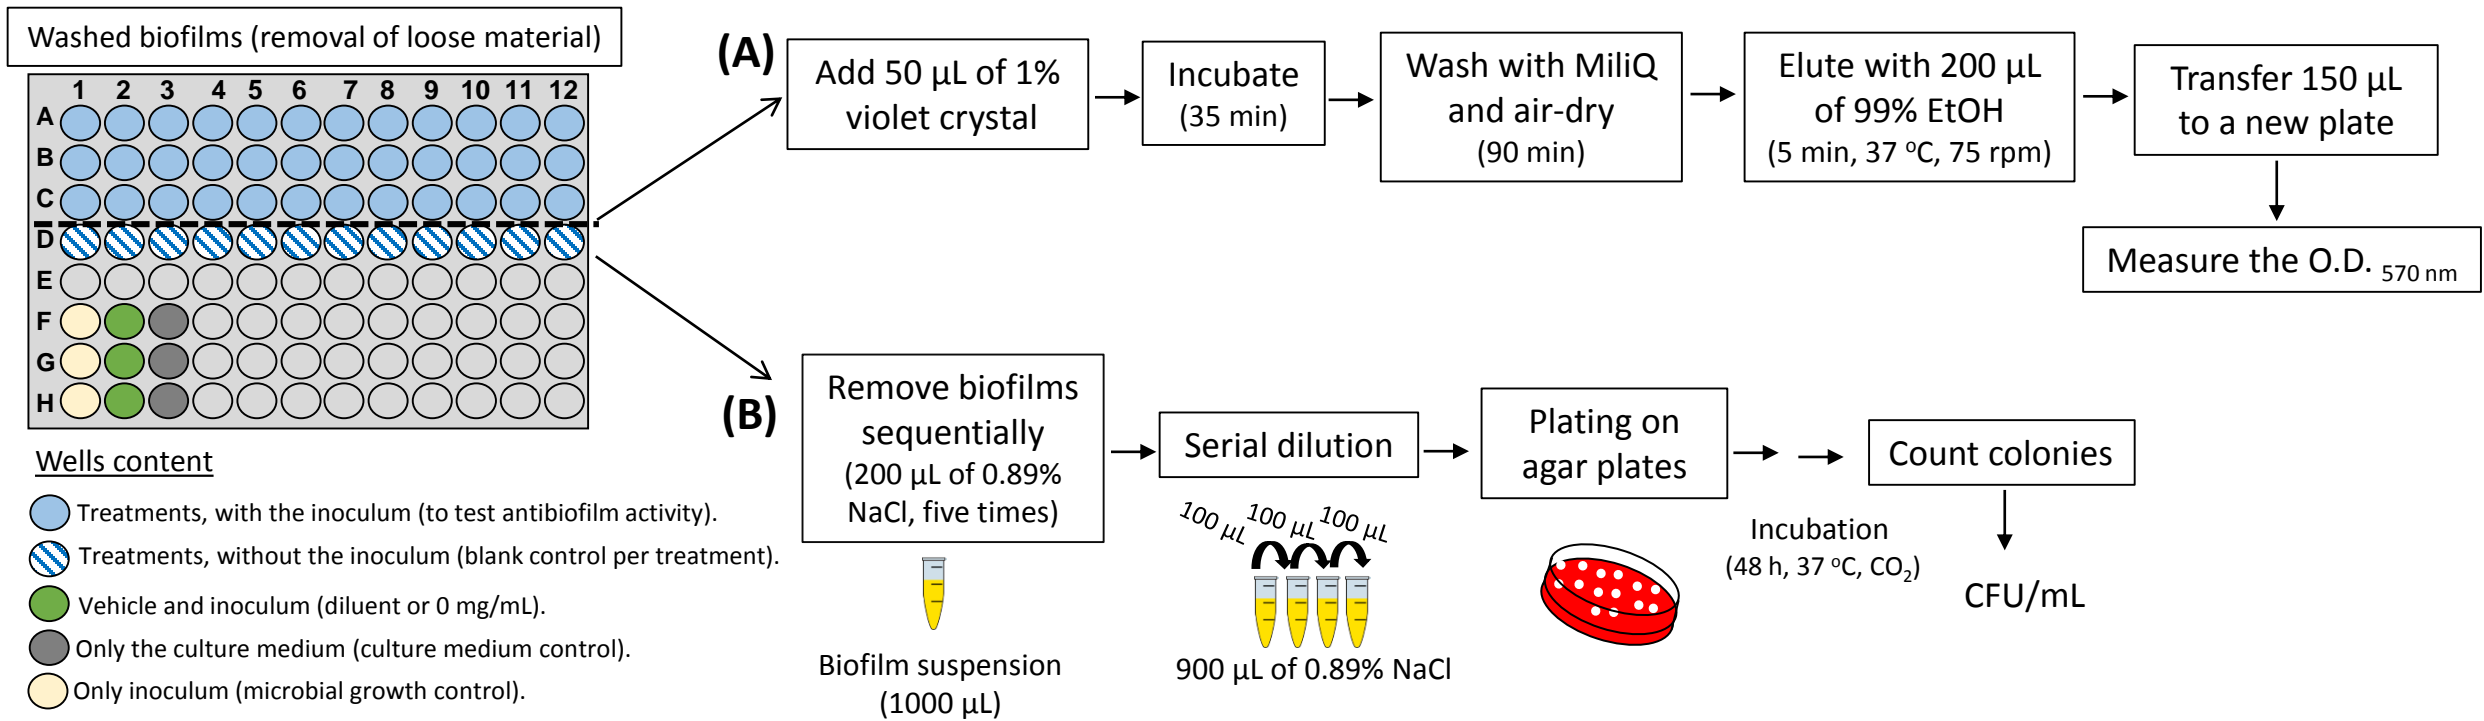 Washed biofilms (removal of loose material)
1 2 3 4 5 6 7 8 9 10 11 12
A
B
C
D
E
F
G
H
Wells content
Treatments, with the inoculum (to test antibiofilm activity).
Treatments, without the inoculum (blank control per treatment).
Vehicle and inoculum (diluent or 0 mg/mL).
Only the culture medium (culture medium control).
Only inoculum (microbial growth control).
(A)
Add 50 µL of 1%
violet crystal
Incubate
(35 min)
Wash with MiliQ
and air-dry
(90 min)
Elute with 200 µL
of 99% EtOH
(5 min, 37 ºC, 75 rpm)
Transfer 150 µL
to a new plate
Measure the O.D. 570 nm
(B)
Remove biofilms
sequentially
(200 µL of 0.89%
NaCl, five times)
Biofilm suspension
(1000 µL)
Serial dilution
100 µL 100 µL 100 µL
900 µL of 0.89% NaCl
Plating on
agar plates
Incubation
(48 h, 37 ºC, CO₂)
Count colonies
CFU/mL